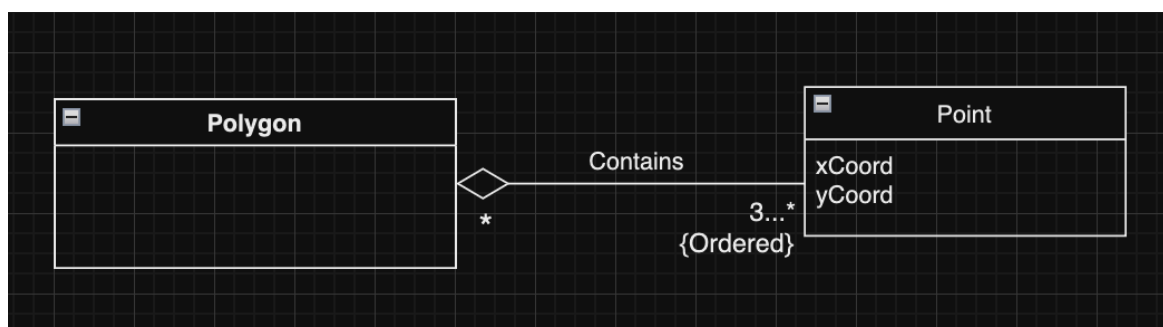 Polygon
Point
xCoord
yCoord
Contains
*
3...*
{Ordered}